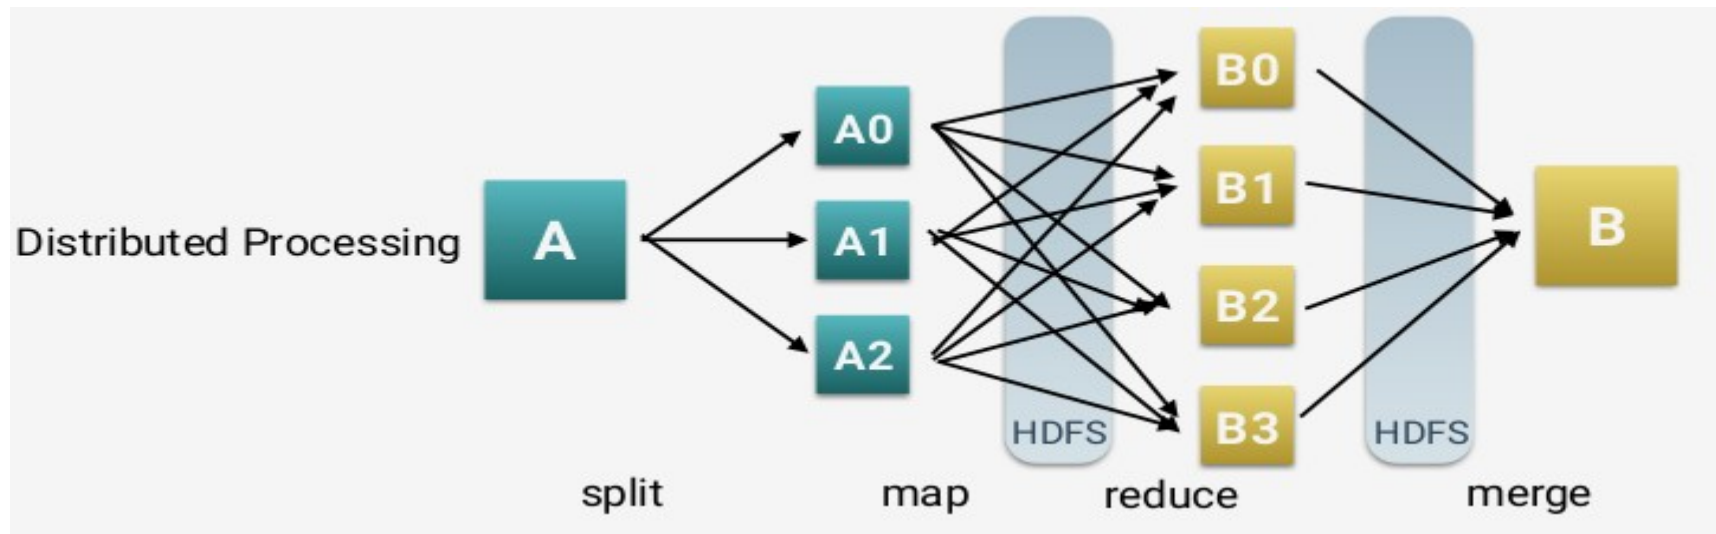 Distributed Processing
A
A0
A1
A2
HDFS
B0
B1
B2
B3
HDFS
B
split
map
reduce
merge